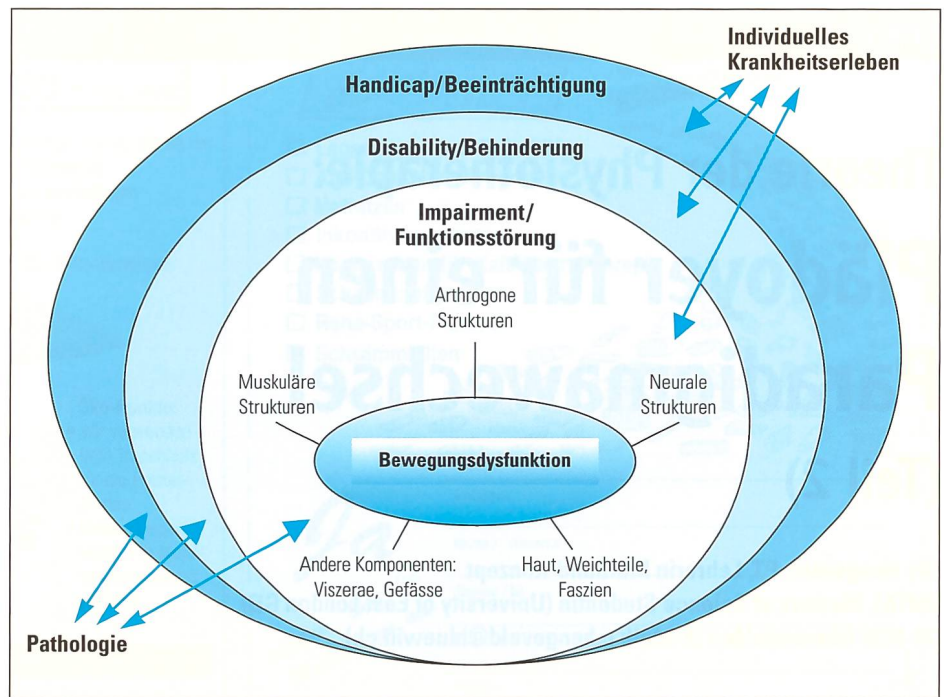 Individuelles
Krankheitserleben
Handicap/Beeinträchtigung
Disability/Behinderung
Impairment/
Funktionsstörung
Arthrogone
Strukturen
Muskuläre
Strukturen
Neurale
Strukturen
Bewegungsdysfunktion
Andere Komponenten:
Viszerae, Gefässe
Haut, Weichteile,
Faszien
Pathologie